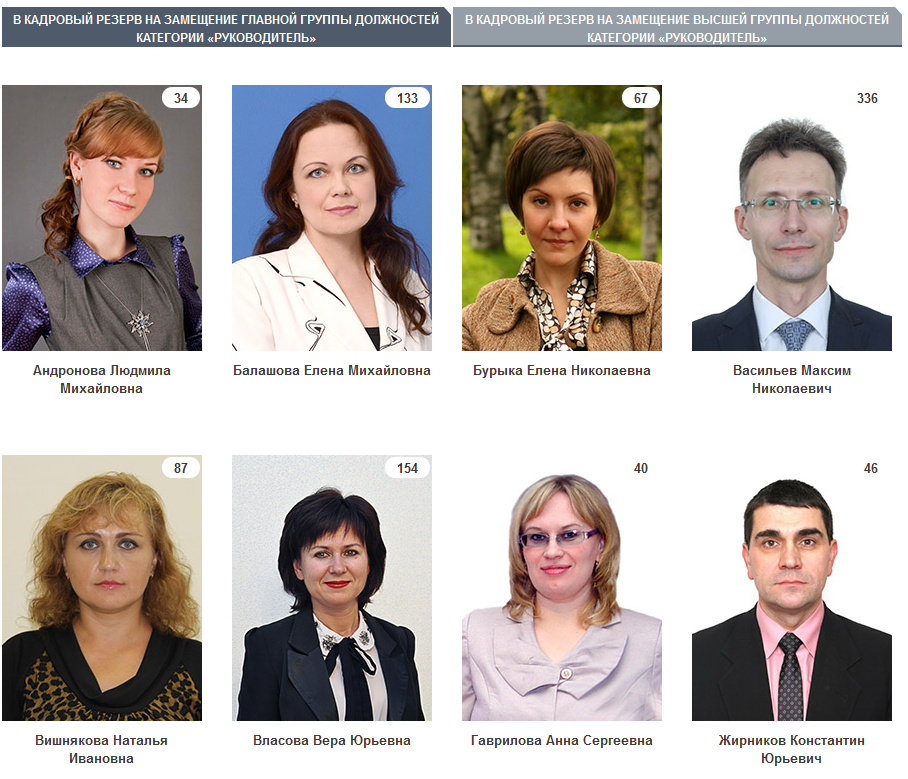 В КАДРОВЫЙ РЕЗЕРВ НА ЗАМЕЩЕНИЕ ГЛАВНОЙ ГРУППЫ ДОЛЖНОСТЕЙ
КАТЕГОРИИ «РУКОВОДИТЕЛЬ»
В КАДРОВЫЙ РЕЗЕРВ НА ЗАМЕЩЕНИЕ ВЫСШЕЙ ГРУППЫ ДОЛЖНОСТЕЙ
КАТЕГОРИИ «РУКОВОДИТЕЛЬ»
34
133
67
336
Андронова Людмила
Михайловна
Балашова Елена Михайловна
Бурыка Елена Николаевна
Васильев Максим
Николаевич
87
154
40
46
Вишнякова Наталья
Ивановна
Власова Вера Юрьевна
Гаврилова Анна Сергеевна
Жирников Константин
Юрьевич